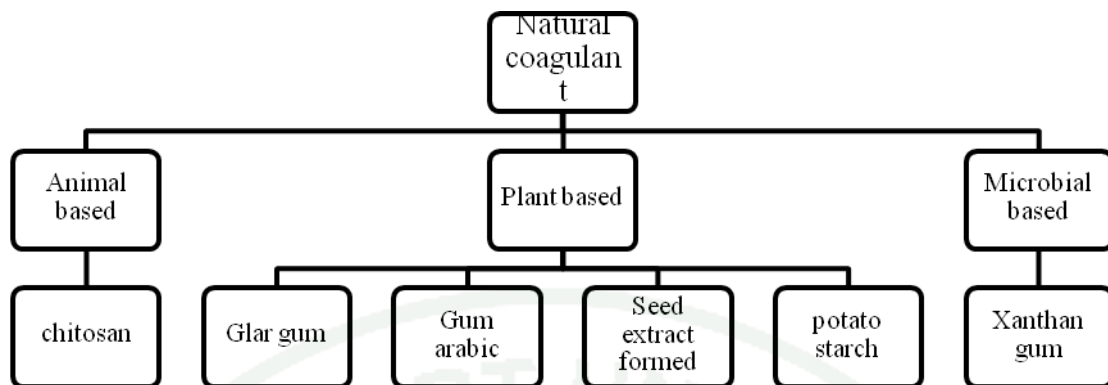 Natural
coagulan
t
Animal
based
Plant based
Microbial
based
chitosan
Glar gum
Gum
arabic
Seed
extract
formed
potato
starch
Xanthan
gum